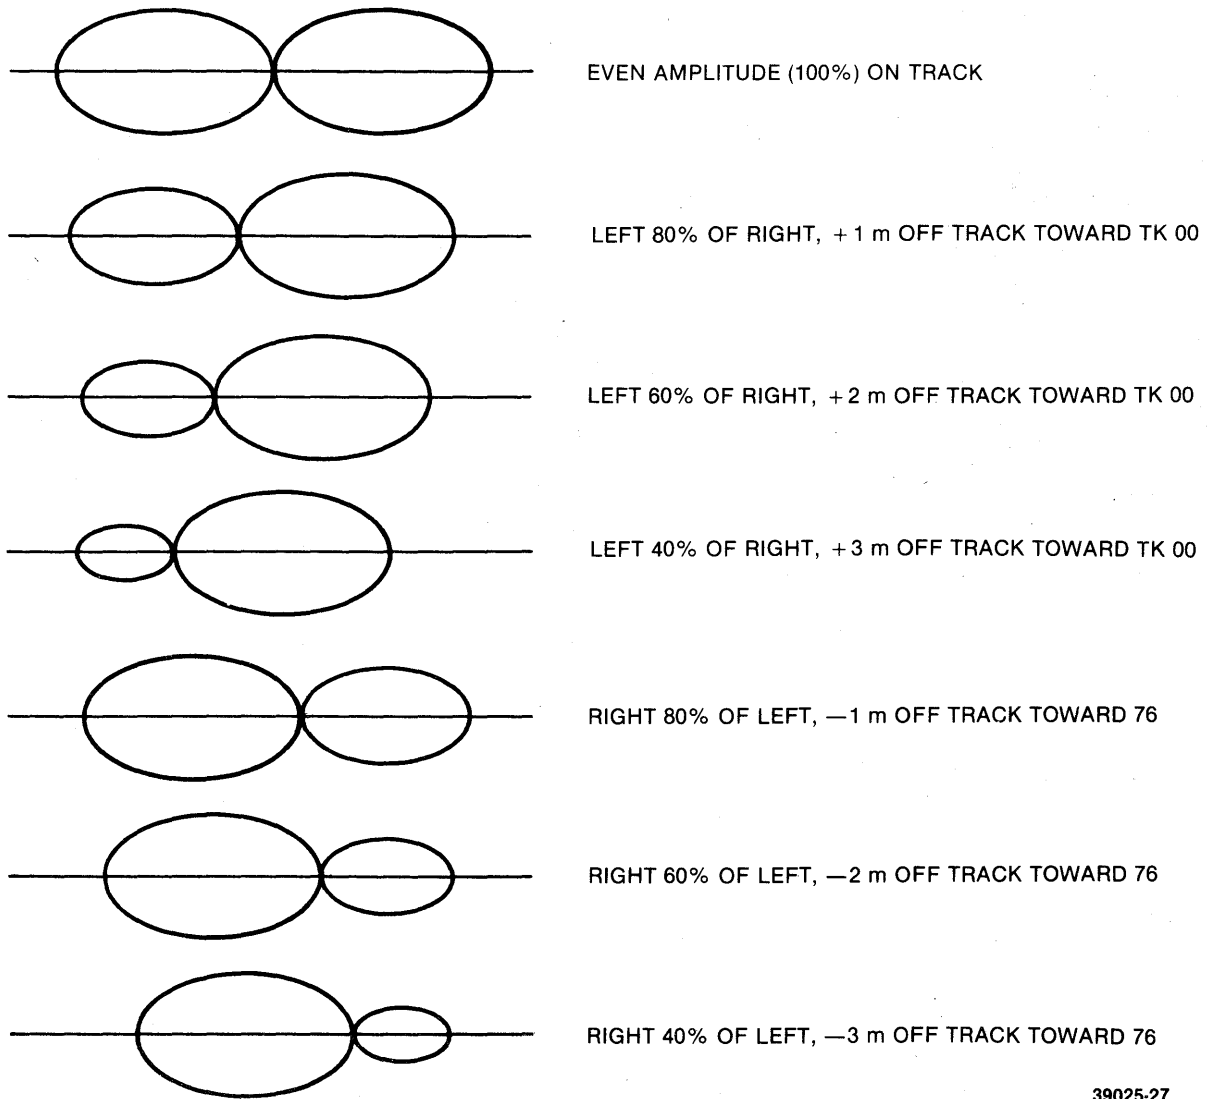 EVEN AMPLITUDE (100%) ON TRACK
LEFT 80% OF RIGHT, +1 m OFF TRACK TOWARD TK 00
LEFT 60% OF RIGHT, +2 m OFF TRACK TOWARD TK 00
LEFT 40% OF RIGHT, +3 m OFF TRACK TOWARD TK 00
RIGHT 80% OF LEFT, —1 m OFF TRACK TOWARD 76
RIGHT 60% OF LEFT, —2 m OFF TRACK TOWARD 76
RIGHT 40% OF LEFT, —3 m OFF TRACK TOWARD 76
39025-27